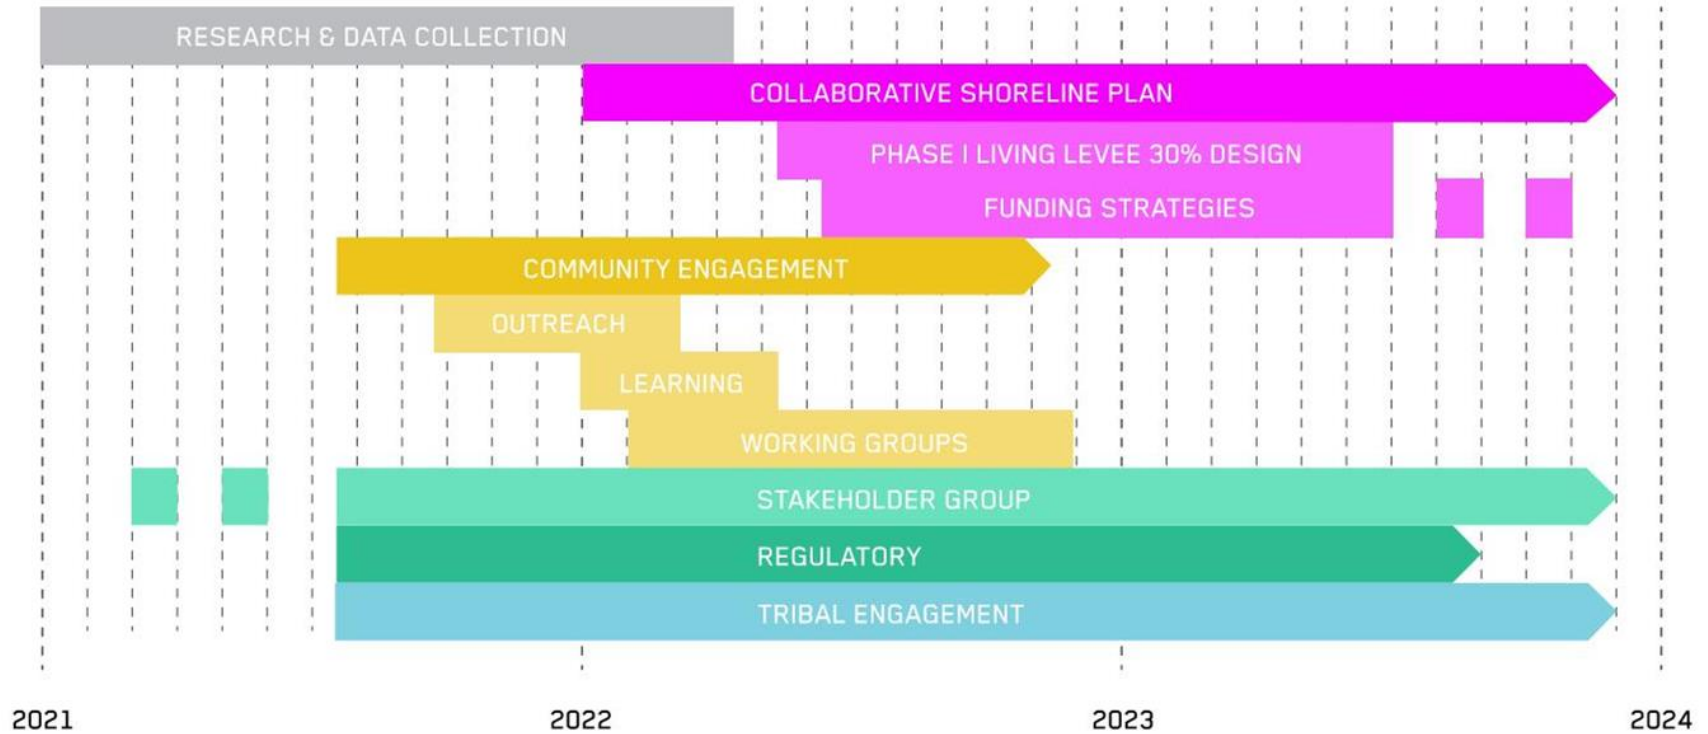 RESEARCH & DATA COLLECTION
COLLABORATIVE SHORELINE PLAN
PHASE I LIVING LEVEE 30% DESIGN
FUNDING STRATEGIES
COMMUNITY ENGAGEMENT
OUTREACH
LEARNING
WORKING GROUPS
STAKEHOLDER GROUP
REGULATORY
TRIBAL ENGAGEMENT
2021 2022 2023 2024